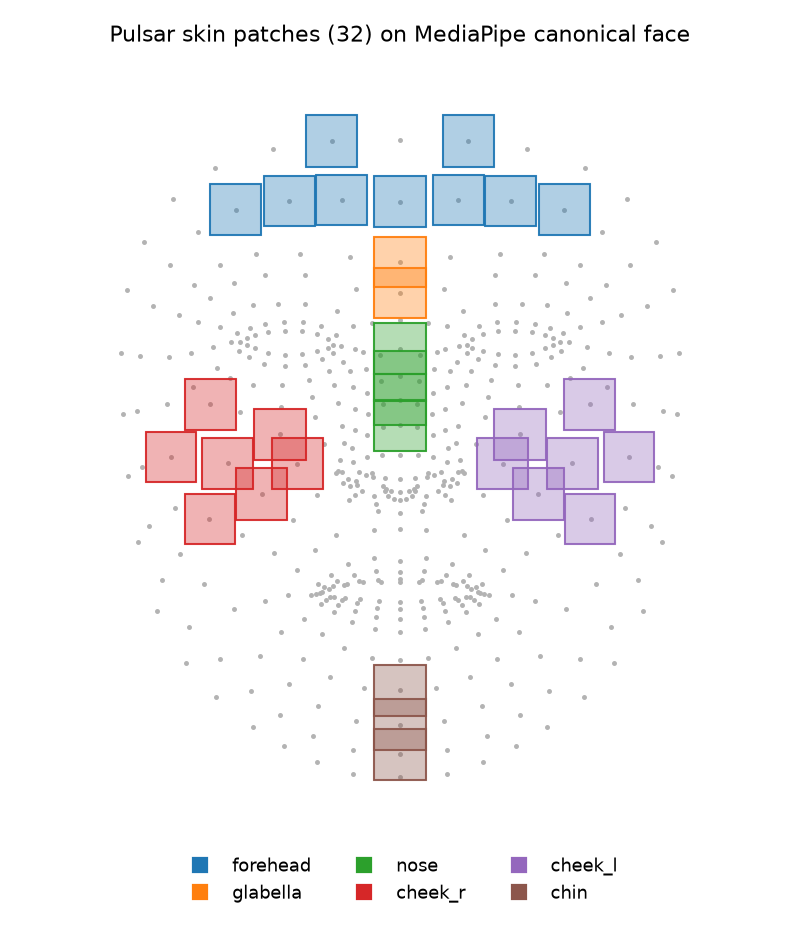 Pulsar skin patches (32) on MediaPipe canonical face
forehead nose cheek_l
glabella cheek_r chin